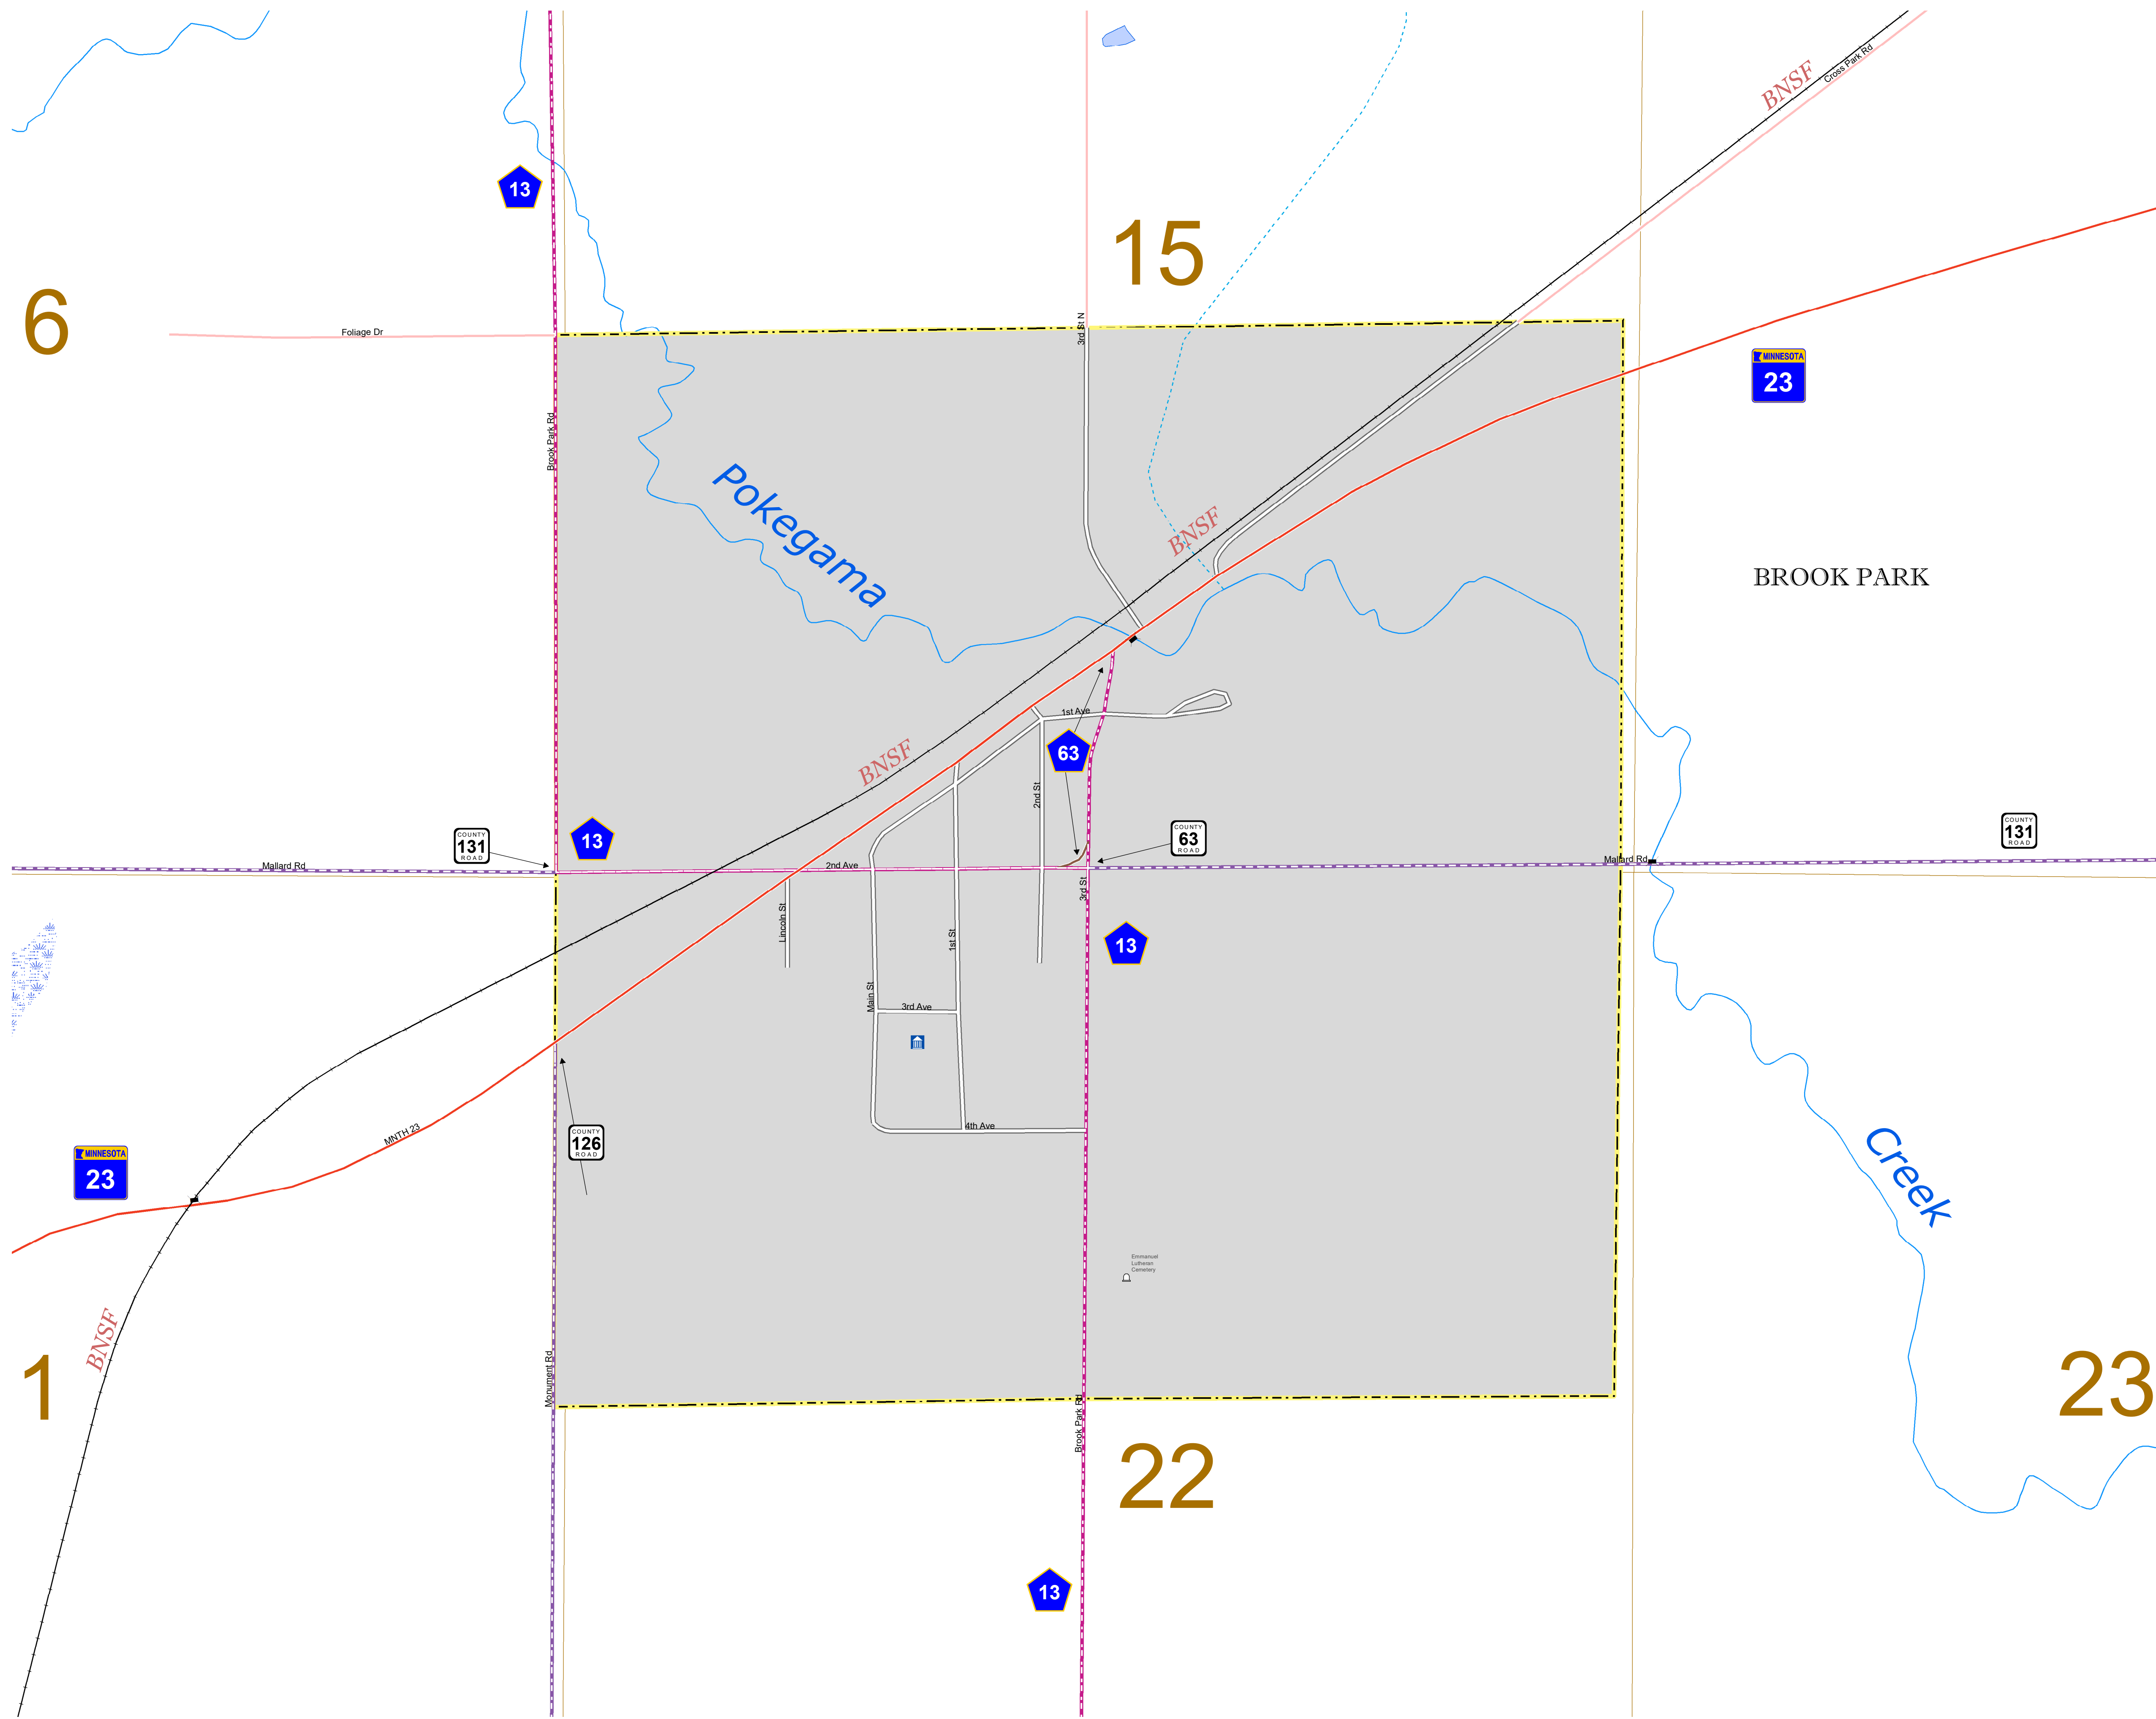 BNSF
Cross Park Rd
13
15
6
Foliage Dr
3rd St N
MINNESOTA
23
Brook Park Rd
Pokegama
BNSF
BROOK PARK
1st Ave
63
BNSF
2nd St
COUNTY
131
ROAD
13
COUNTY
63
ROAD
COUNTY
131
ROAD
Mallard Rd
2nd Ave
Mallard Rd
3rd St
Lincoln St
1st St
13
Main St
3rd Ave
MNTH 23
COUNTY
126
ROAD
4th Ave
MINNESOTA
23
Creek
Emmanuel
Lutheran
Cemetery
BNSF
1
Monument Rd
Brook Park Rd
23
22
13